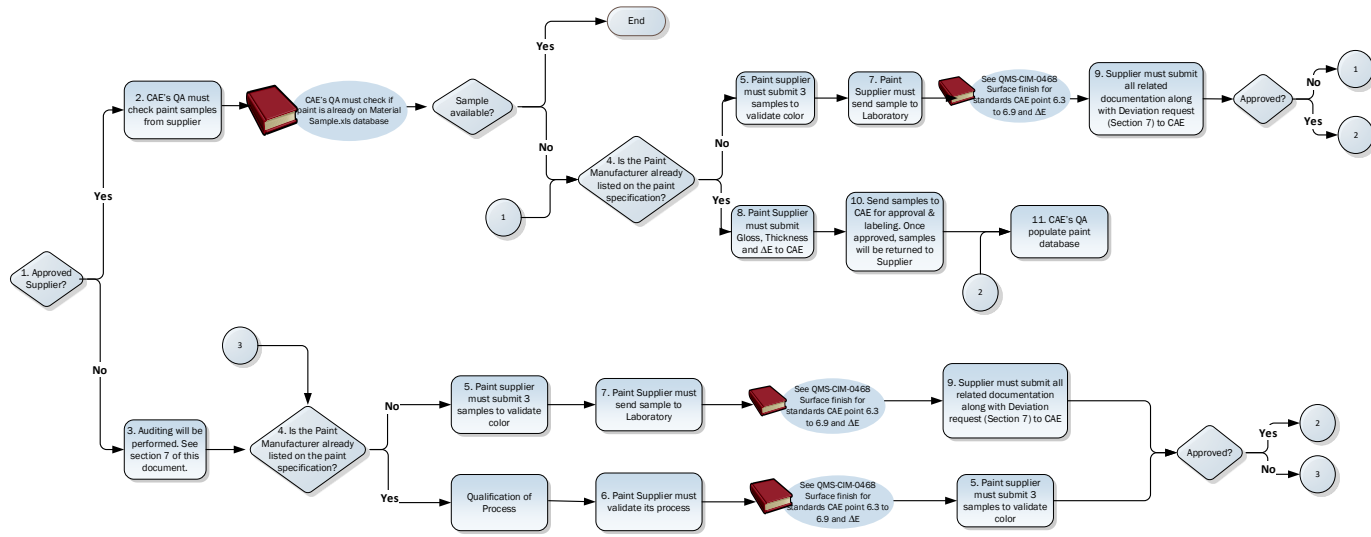 End
Yes
2. CAE's QA must
check paint samples
from supplier
CAE's QA must check if
paint is already on Material
Sample.xls database
Sample
available?
No
5. Paint supplier
must submit 3
samples to
validate color
7. Paint
Supplier must
send sample to
Laboratory
See QMS-CIM-0468
Surface finish for
standards CAE point 6.3
to 6.9 and ΔE
9. Supplier must submit
all related
documentation along
with Deviation request
(Section 7) to CAE
Approved?
No
1
Yes
2
Yes
4. Is the Paint
Manufacturer already
listed on the paint
specification?
No
Yes
1
8. Paint Supplier
must submit
Gloss, Thickness
and ΔE to CAE
10. Send samples to
CAE for approval &
labeling. Once
approved, samples
will be returned to
Supplier
11. CAE's QA
populate paint
database
2
1. Approved
Supplier?
No
3
3. Auditing will be
performed. See
section 7 of this
document.
4. Is the Paint
Manufacturer already
listed on the paint
specification?
No
5. Paint supplier
must submit 3
samples to validate
color
7. Paint Supplier must
send sample to
Laboratory
See QMS-CIM-0468
Surface finish for
standards CAE point 6.3
to 6.9 and ΔE
9. Supplier must submit all
related documentation
along with Deviation
request (Section 7) to CAE
Yes
Qualification of
Process
6. Paint Supplier must
validate its process
See QMS-CIM-0468
Surface finish for
standards CAE point 6.3 to
6.9 and ΔE
5. Paint supplier
must submit 3
samples to validate
color
Approved?
Yes
2
No
3